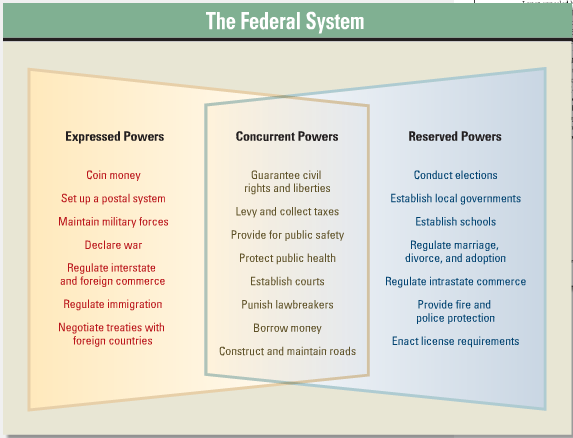 The Federal System
Expressed Powers
Coin money
Set up a postal system
Maintain military forces
Declare war
Regulate interstate
and foreign commerce
Regulate immigration
Negotiate treaties with
foreign countries
Concurrent Powers
Guarantee civil
rights and liberties
Levy and collect taxes
Provide for public safety
Protect public health
Establish courts
Punish lawbreakers
Borrow money
Construct and maintain roads
Reserved Powers
Conduct elections
Establish local governments
Establish schools
Regulate marriage,
divorce, and adoption
Regulate intrastate commerce
Provide fire and
police protection
Enact license requirements